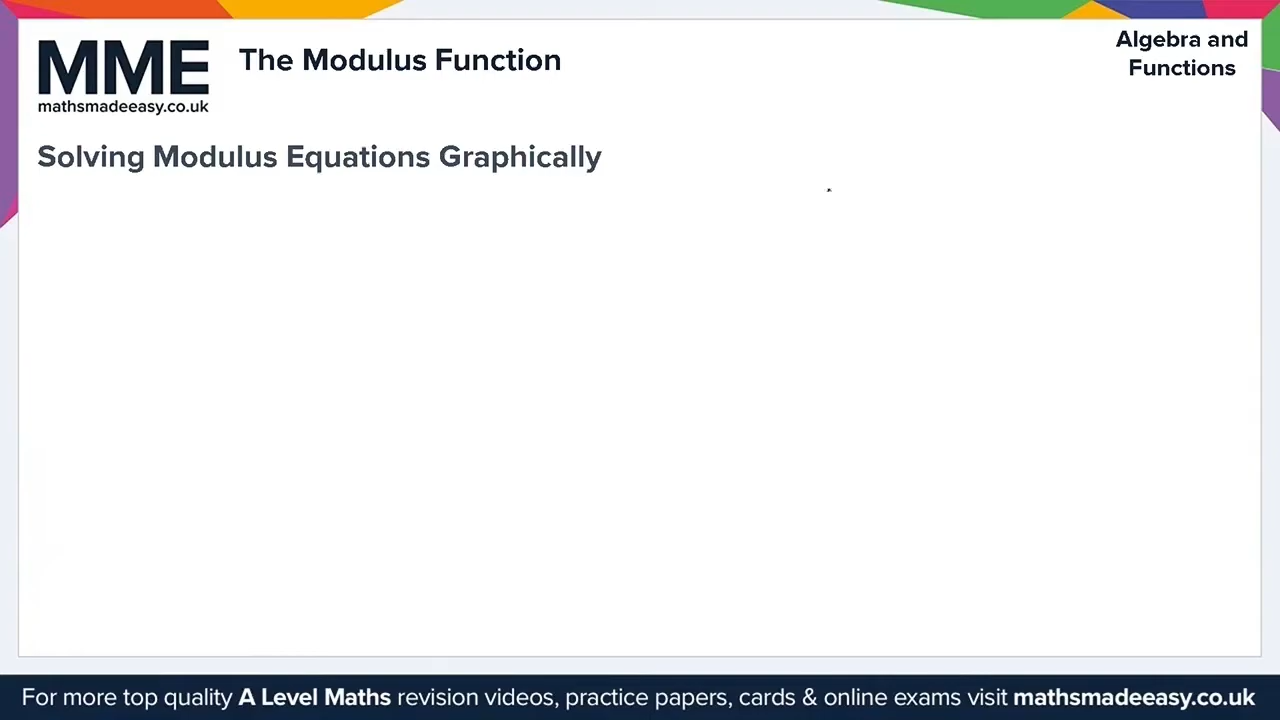 MME
mathsmadeeasy.co.uk
The Modulus Function
Algebra and
Functions
Solving Modulus Equations Graphically
For more top quality A Level Maths revision videos, practice papers, cards & online exams visit mathsmadeeasy.co.uk